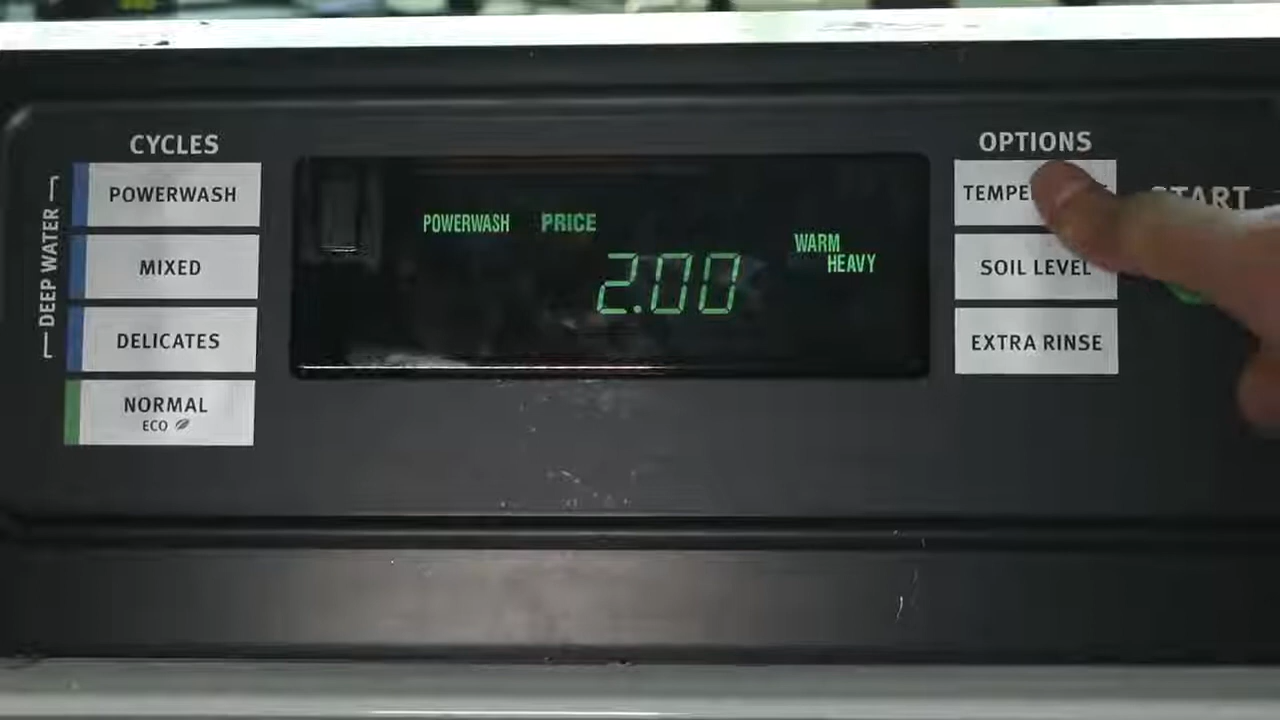 CYCLES
DEEP WATER
POWERWASH
MIXED
DELICATES
NORMAL
ECO
POWERWASH PRICE
2.00
WARM
HEAVY
OPTIONS
SOIL LEVEL
EXTRA RINSE
START